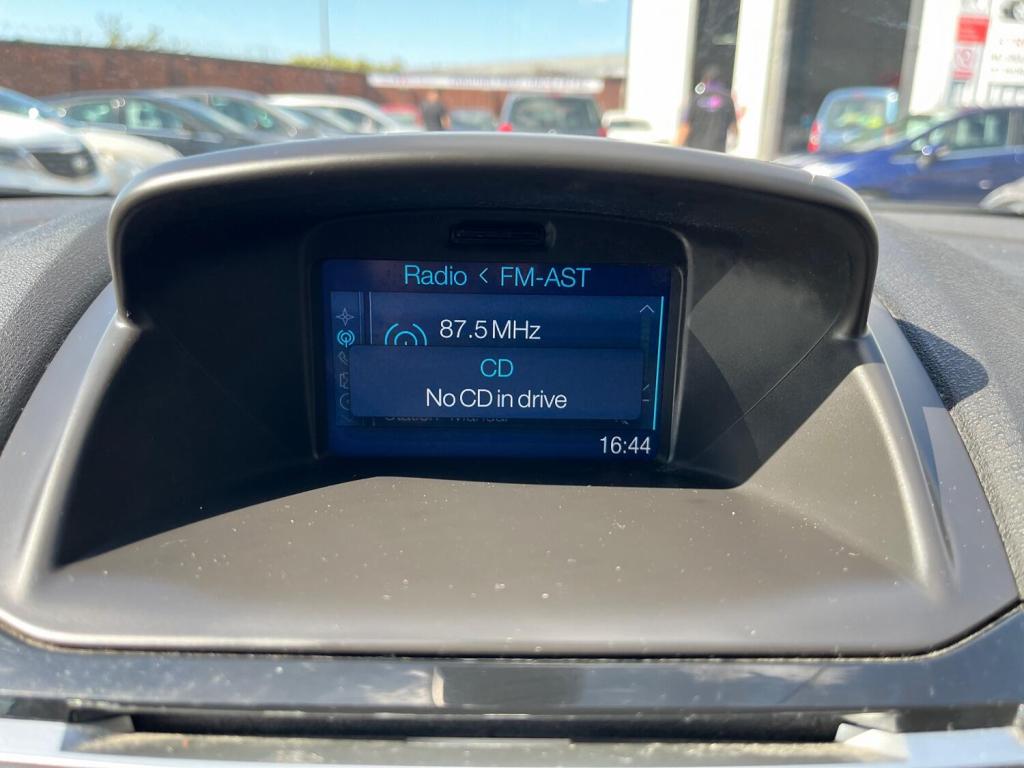 Radio < FM-AST
87.5 MHz
CD
No CD in drive
16:44